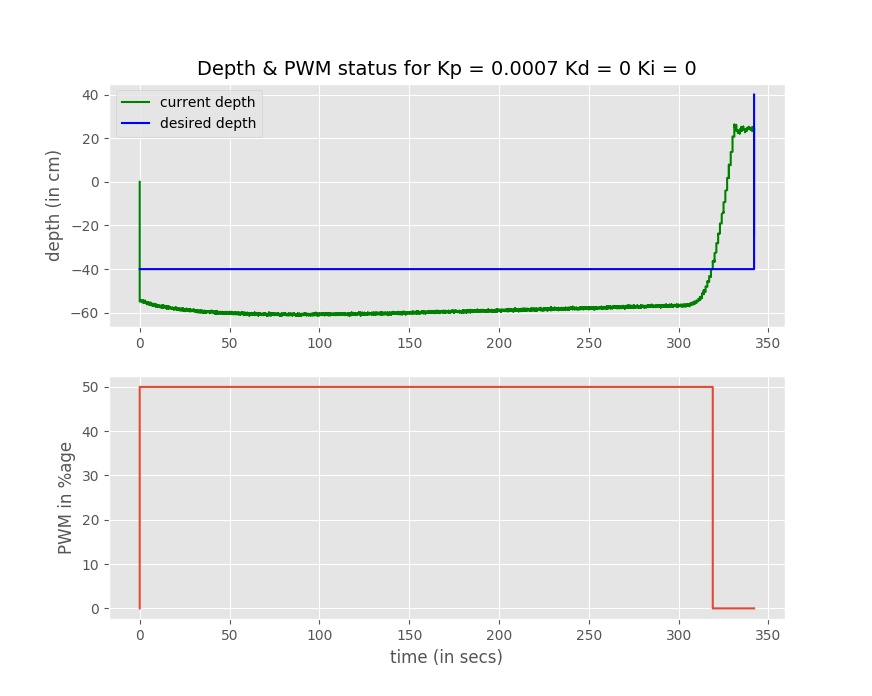 Depth & PWM status for Kp = 0.0007 Kd = 0 Ki = 0
40
20
0
−20
−40
−60
depth (in cm)
current depth
desired depth
0 50 100 150 200 250 300 350
50
40
30
20
10
0
PWM in %age
0 50 100 150 200 250 300 350
time (in secs)